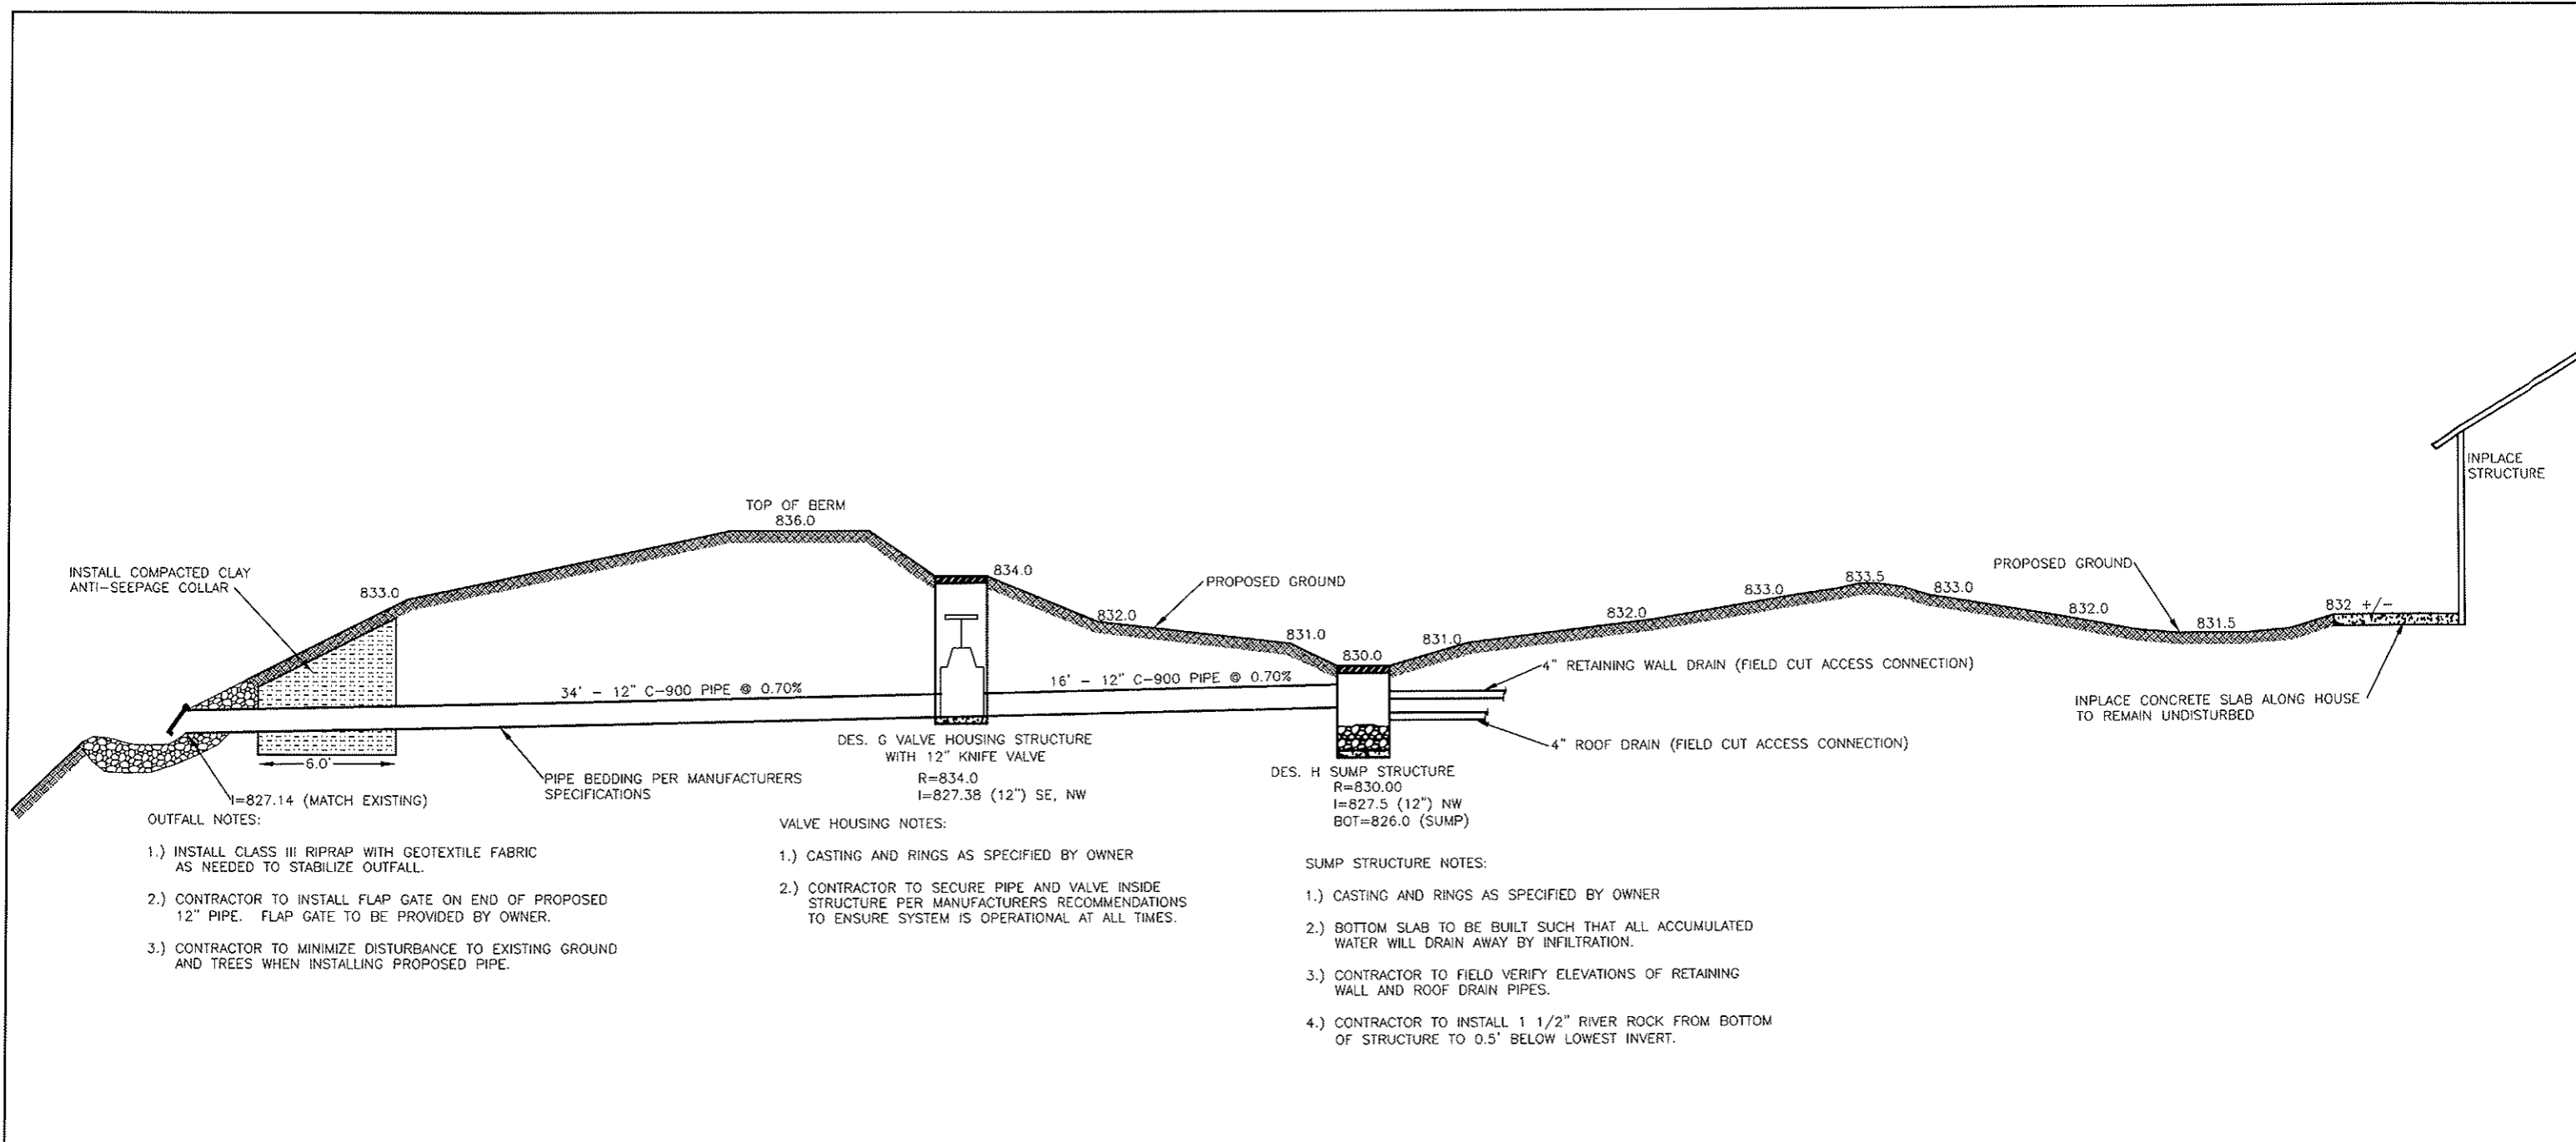 TOP OF BERM
836.0
INSTALL COMPACTED CLAY
ANTI-SEEPAGE COLLAR
833.0
834.0
PROPOSED GROUND
832.0
831.0
830.0
831.0
832.0
833.0
833.5
833.0
PROPOSED GROUND
832.0
831.5
832 +/-
INPLACE
STRUCTURE
34' - 12" C-900 PIPE @ 0.70%
16' - 12" C-900 PIPE @ 0.70%
4" RETAINING WALL DRAIN (FIELD CUT ACCESS CONNECTION)
4" ROOF DRAIN (FIELD CUT ACCESS CONNECTION)
INPLACE CONCRETE SLAB ALONG HOUSE
TO REMAIN UNDISTURBED
6.0'
I=827.14 (MATCH EXISTING)
PIPE BEDDING PER MANUFACTURERS
SPECIFICATIONS
DES. G VALVE HOUSING STRUCTURE
WITH 12" KNIFE VALVE
R=834.0
I=827.38 (12") SE, NW
DES. H SUMP STRUCTURE
R=830.00
I=827.5 (12") NW
BOT=826.0 (SUMP)
OUTFALL NOTES:
1.) INSTALL CLASS III RIPRAP WITH GEOTEXTILE FABRIC
AS NEEDED TO STABILIZE OUTFALL.
2.) CONTRACTOR TO INSTALL FLAP GATE ON END OF PROPOSED
12" PIPE. FLAP GATE TO BE PROVIDED BY OWNER.
3.) CONTRACTOR TO MINIMIZE DISTURBANCE TO EXISTING GROUND
AND TREES WHEN INSTALLING PROPOSED PIPE.
VALVE HOUSING NOTES:
1.) CASTING AND RINGS AS SPECIFIED BY OWNER
2.) CONTRACTOR TO SECURE PIPE AND VALVE INSIDE
STRUCTURE PER MANUFACTURERS RECOMMENDATIONS
TO ENSURE SYSTEM IS OPERATIONAL AT ALL TIMES.
SUMP STRUCTURE NOTES:
1.) CASTING AND RINGS AS SPECIFIED BY OWNER
2.) BOTTOM SLAB TO BE BUILT SUCH THAT ALL ACCUMULATED
WATER WILL DRAIN AWAY BY INFILTRATION.
3.) CONTRACTOR TO FIELD VERIFY ELEVATIONS OF RETAINING
WALL AND ROOF DRAIN PIPES.
4.) CONTRACTOR TO INSTALL 1 1/2" RIVER ROCK FROM BOTTOM
OF STRUCTURE TO 0.5' BELOW LOWEST INVERT.